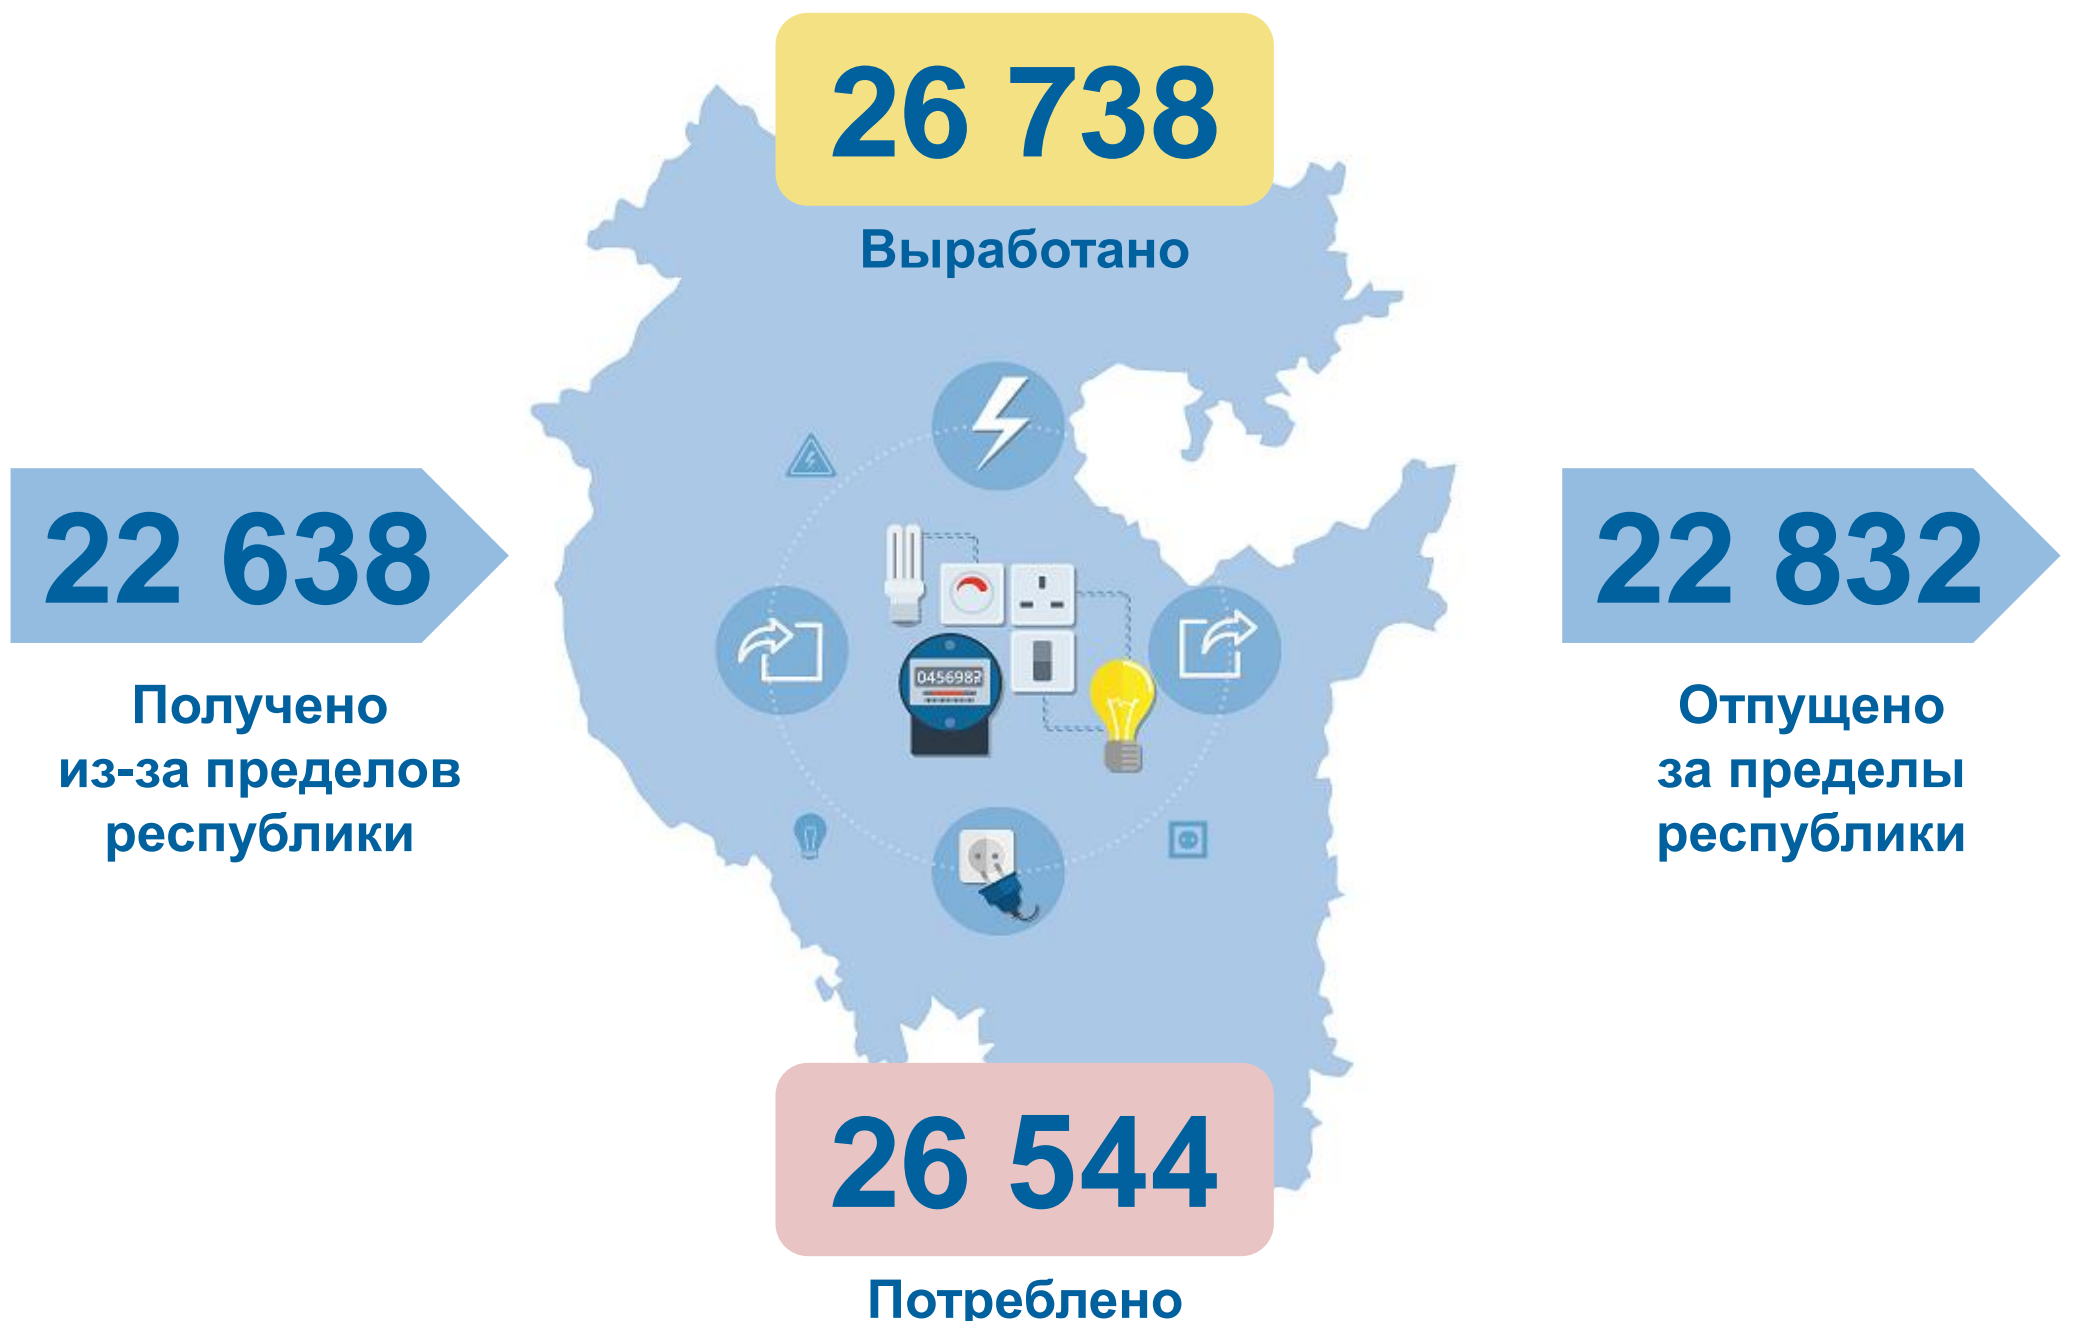 26 738
Выработано
22 638
Получено
из-за пределов
республики
22 832
Отпущено
за пределы
республики
26 544
Потреблено